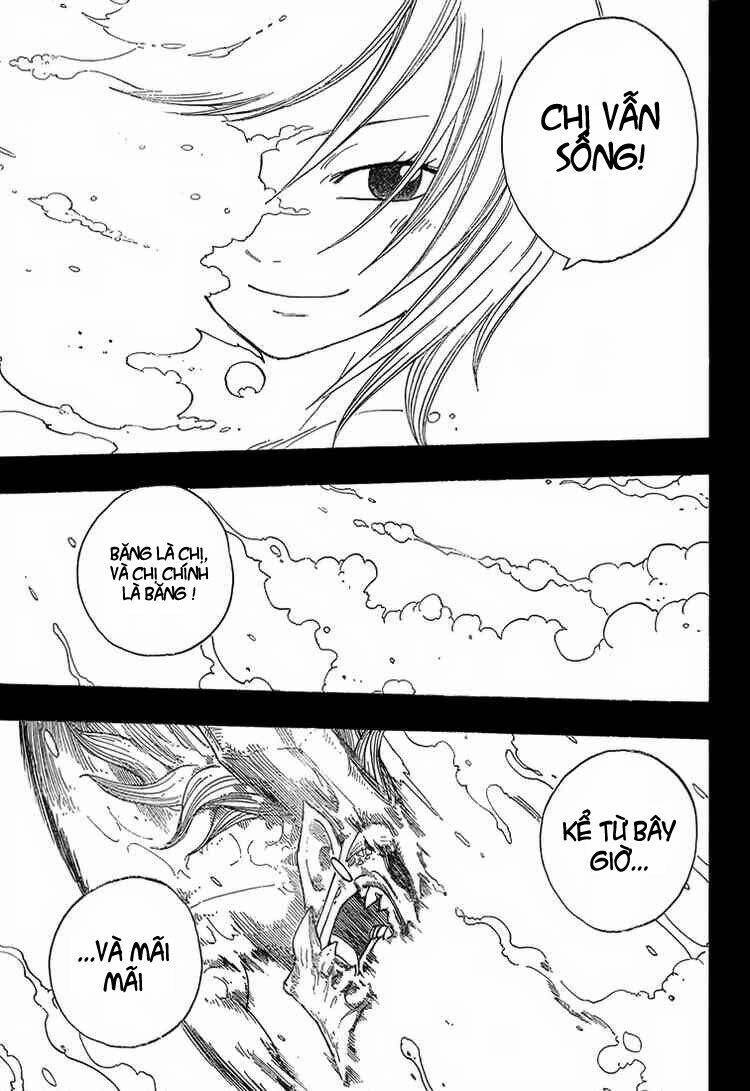 CHỊ VẪN
SỐNG!
BĂNG LÀ CHỊ,
VÀ CHỊ CHÍNH
LÀ BĂNG !
KỂ TỪ BÂY
GIỜ...
...VÀ MÃI
MÃI